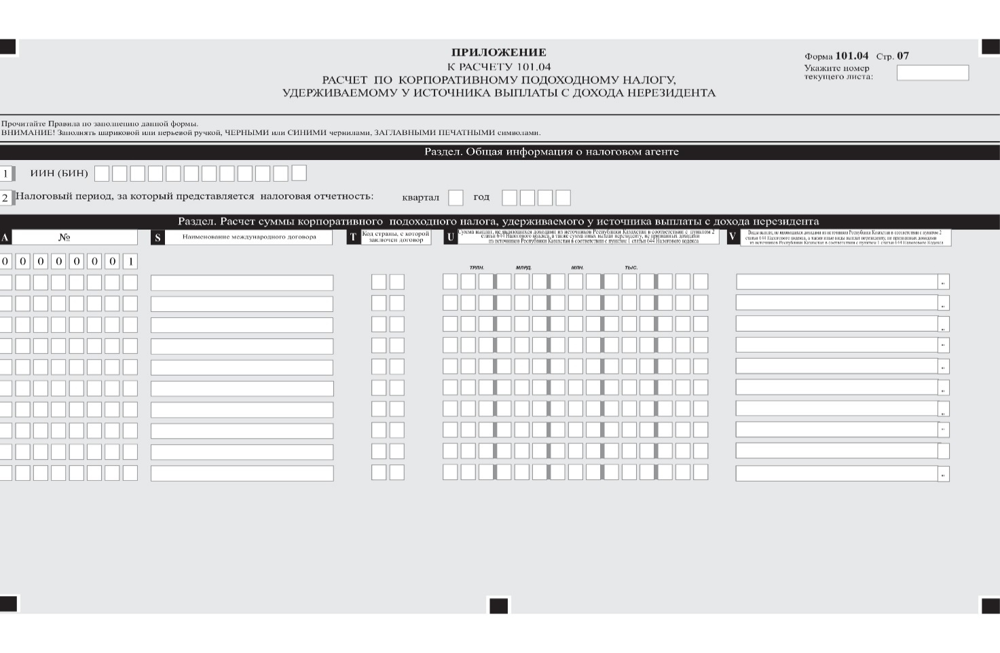 ПРИЛОЖЕНИЕ
К РАСЧЕТУ 101.04
РАСЧЕТ ПО КОРПОРАТИВНОМУ ПОДОХОДНОМУ НАЛОГУ,
УДЕРЖИВАЕМОМУ У ИСТОЧНИКА ВЫПЛАТЫ С ДОХОДА НЕРЕЗИДЕНТА
Форма 101.04 Стр. 07
Укажите номер
текущего листа:
Прочитайте Правила по заполнению данной формы.
ВНИМАНИЕ! Заполнять шариковой или перьевой ручкой, ЧЕРНЫМИ или СИНИМИ чернилами, ЗАГЛАВНЫМИ ПЕЧАТНЫМИ символами.
Раздел. Общая информация о налоговом агенте
1 ИИН (БИН)
2 Налоговый период, за который представляется налоговая отчетность: квартал год
Раздел. Расчет суммы корпоративного подоходного налога, удерживаемого у источника выплаты с дохода нерезидента
A №
S Наименование международного договора
T Код страны, с которой
заключен договор
U Сумма выплат, не являющихся доходами из источников Республики Казахстан в соответствии с пунктом 2
статьи 644 Налогового кодекса, а также сумма иных выплат нерезиденту, не признанных доходами
из источников Республики Казахстан в соответствии с пунктом 1 статьи 644 Налогового кодекса
V Виды выплат, не являющихся доходами из источников Республики Казахстан в соответствии с пунктом 2
статьи 644 Налогового кодекса, а также иные виды выплат нерезиденту, не признанных доходами
из источников Республики Казахстан в соответствии с пунктом 1 статьи 644 Налогового Кодекса
0 0 0 0 0 0 0 1
ТРЛН. МЛРД. МЛН. ТЫС.